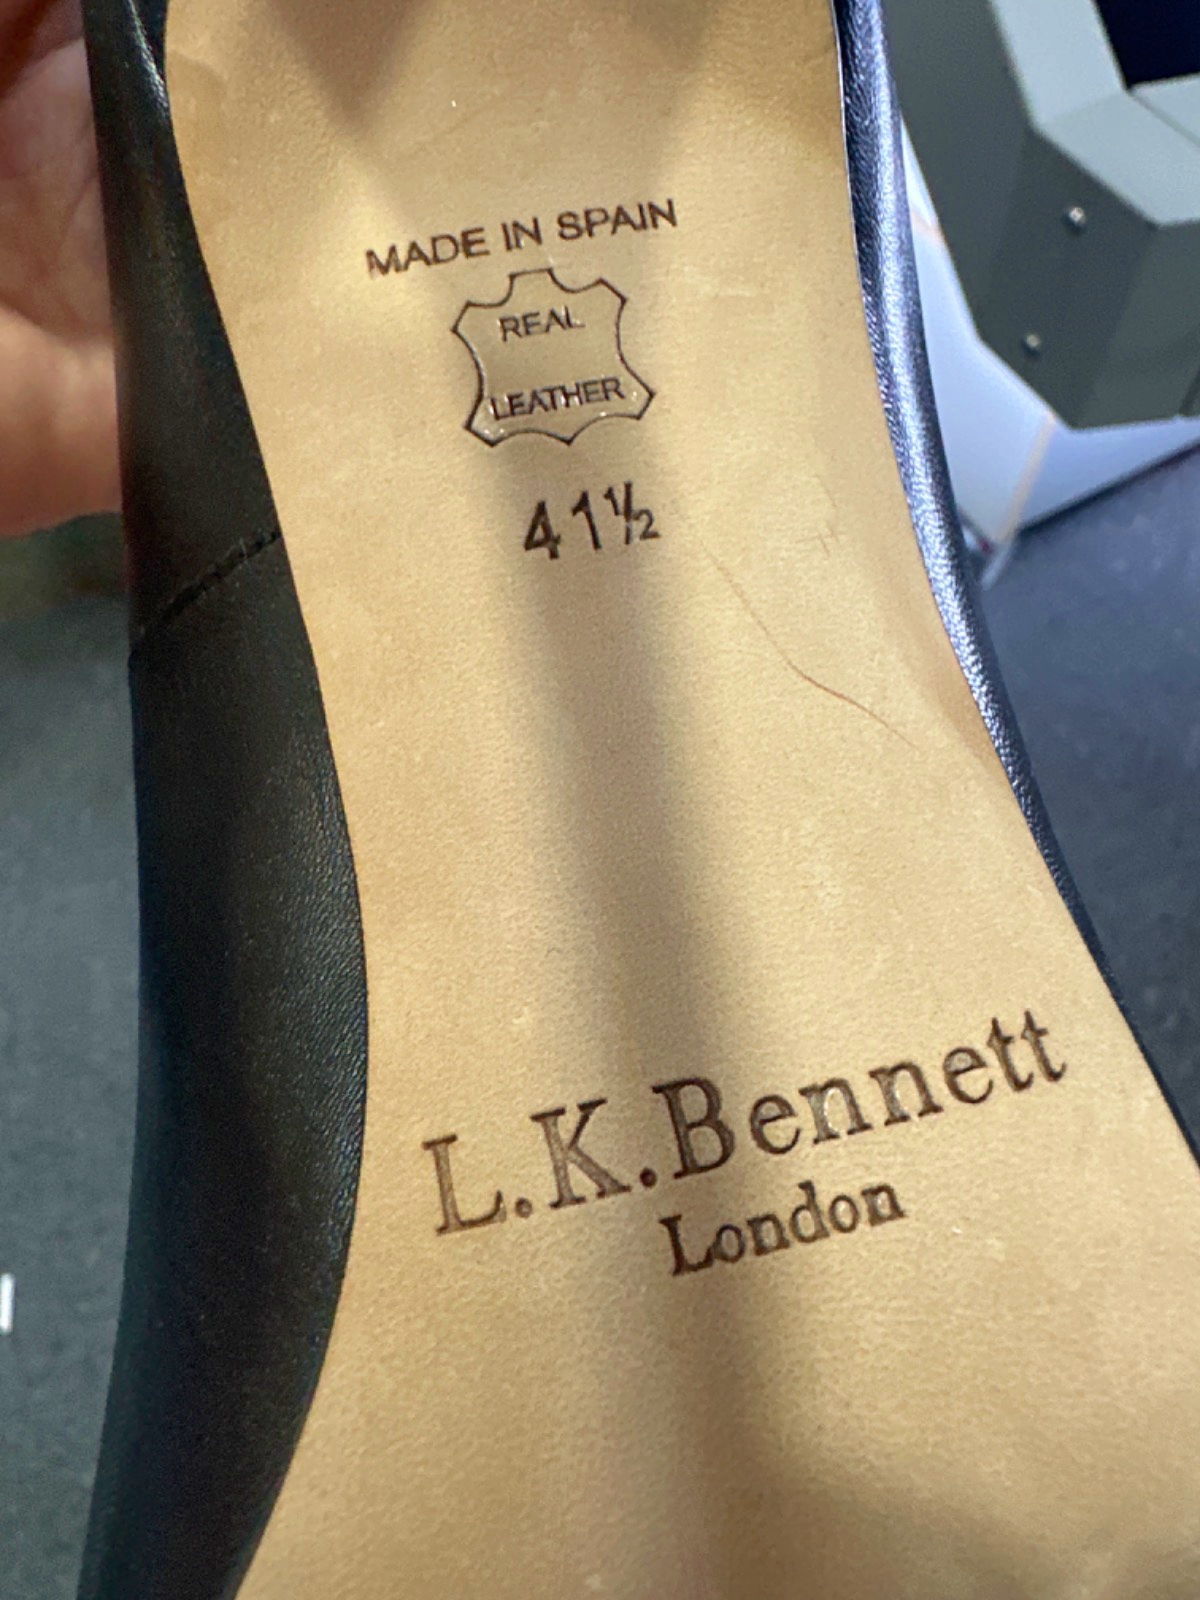 MADE IN SPAIN
REAL
LEATHER
41½
L.K.Bennett
London